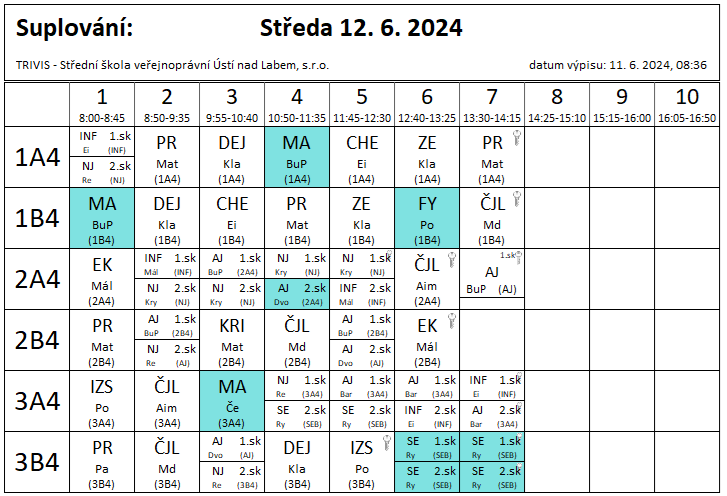 Suplování: Středa 12. 6. 2024
TRIVIS - Střední škola veřejnoprávní Ústí nad Labem, s.r.o. datum výpisu: 11. 6. 2024, 08:36
1 2 3 4 5 6 7 8 9 10
8:00-8:45 8:50-9:35 9:55-10:40 10:50-11:35 11:45-12:30 12:40-13:25 13:30-14:15 14:25-15:10 15:15-16:00 16:05-16:50
1A4
INF 1.sk
Ei (INF)
NJ 2.sk
Re (NJ)
PR
Mat
(1A4)
DEJ
Kla
(1A4)
MA
BuP
(1A4)
CHE
Ei
(1A4)
ZE
Kla
(1A4)
PR
Mat
(1A4)
1B4
MA
BuP
(1B4)
DEJ
Kla
(1B4)
CHE
Ei
(1B4)
PR
Mat
(1B4)
ZE
Kla
(1B4)
FY
Po
(1B4)
ČJL
Md
(1B4)
2A4
EK
Mál
(2A4)
INF 1.sk
Mál (INF)
NJ 2.sk
Kry (NJ)
AJ 1.sk
BuP (2A4)
NJ 2.sk
Kry (NJ)
NJ 1.sk
Kry (NJ)
AJ 2.sk
Dvo (2A4)
NJ 1.sk
Kry (NJ)
INF 2.sk
Mál (INF)
ČJL
Aim
(2A4)
1.sk
AJ
BuP (AJ)
2B4
PR
Mat
(2B4)
AJ 1.sk
BuP (2B4)
NJ 2.sk
Re (AJ)
KRI
Mat
(2B4)
ČJL
Md
(2B4)
AJ 1.sk
BuP (2B4)
AJ 2.sk
Dvo (AJ)
EK
Mál
(2B4)
3A4
IZS
Po
(3A4)
ČJL
Aim
(3A4)
MA
Če
(3A4)
NJ 1.sk
Re (3A4)
SE 2.sk
Ry (SEB)
AJ 1.sk
Bar (3A4)
SE 2.sk
Ry (SEB)
AJ 1.sk
Bar (3A4)
INF 2.sk
Ei (INF)
INF 1.sk
Ei (INF)
AJ 2.sk
Bar (3A4)
3B4
PR
Pa
(3B4)
ČJL
Md
(3B4)
AJ 1.sk
Dvo (AJ)
NJ 2.sk
Re (3B4)
DEJ
Kla
(3B4)
IZS
Po
(3B4)
SE 1.sk
Ry (SEB)
SE 2.sk
Ry (SEB)
SE 1.sk
Ry (SEB)
SE 2.sk
Ry (SEB)